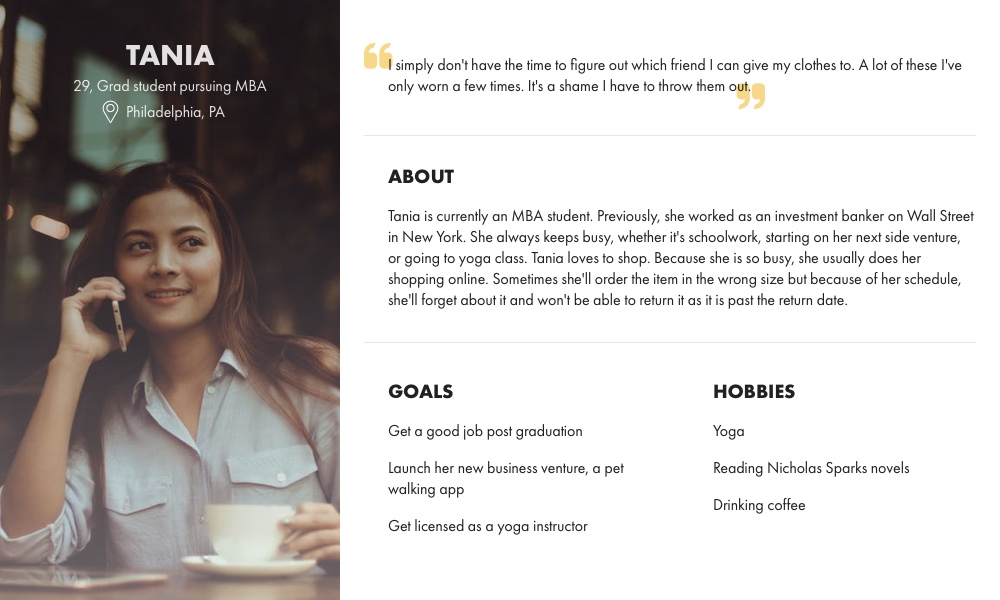 TANIA
29, Grad student pursuing MBA
Philadelphia, PA
“I simply don't have the time to figure out which friend I can give my clothes to. A lot of these I've
only worn a few times. It's a shame I have to throw them out.”
ABOUT
Tania is currently an MBA student. Previously, she worked as an investment banker on Wall Street
in New York. She always keeps busy, whether it's schoolwork, starting on her next side venture,
or going to yoga class. Tania loves to shop. Because she is so busy, she usually does her
shopping online. Sometimes she'll order the item in the wrong size but because of her schedule,
she'll forget about it and won't be able to return it as it is past the return date.
GOALS
Get a good job post graduation
Launch her new business venture, a pet
walking app
Get licensed as a yoga instructor
HOBBIES
Yoga
Reading Nicholas Sparks novels
Drinking coffee